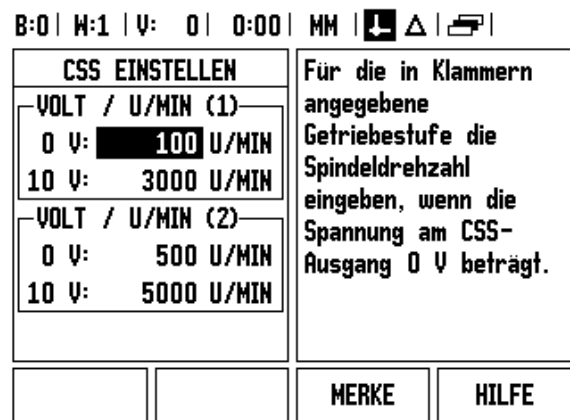 B:0 | W:1 | V: 0 | 0:00 | MM
CSS EINSTELLEN
VOLT / U/MIN (1)
0 V: 100 U/MIN
10 V: 3000 U/MIN
VOLT / U/MIN (2)
0 V: 500 U/MIN
10 V: 5000 U/MIN
Für die in Klammern
angegebene
Getriebestufe die
Spindeldrehzahl
eingeben, wenn die
Spannung am CSS-
Ausgang 0 V beträgt.
MERKE
HILFE